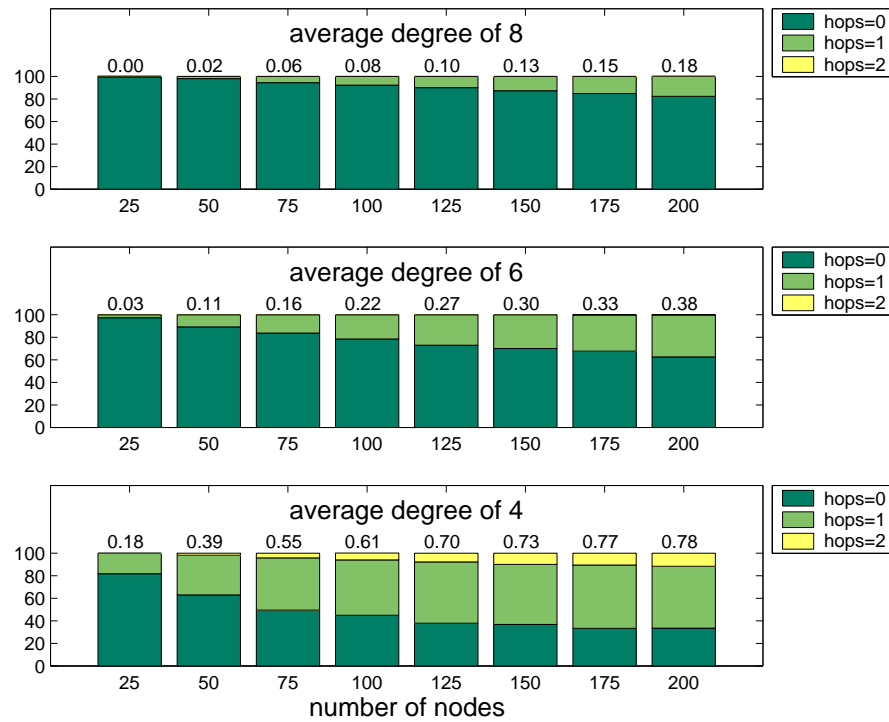 average degree of 8
hops=0
hops=1
hops=2
0.00 0.02 0.06 0.08 0.10 0.13 0.15 0.18
100
80
60
40
20
0
25 50 75 100 125 150 175 200
average degree of 6
hops=0
hops=1
hops=2
0.03 0.11 0.16 0.22 0.27 0.30 0.33 0.38
100
80
60
40
20
0
25 50 75 100 125 150 175 200
average degree of 4
hops=0
hops=1
hops=2
0.18 0.39 0.55 0.61 0.70 0.73 0.77 0.78
100
80
60
40
20
0
25 50 75 100 125 150 175 200
number of nodes